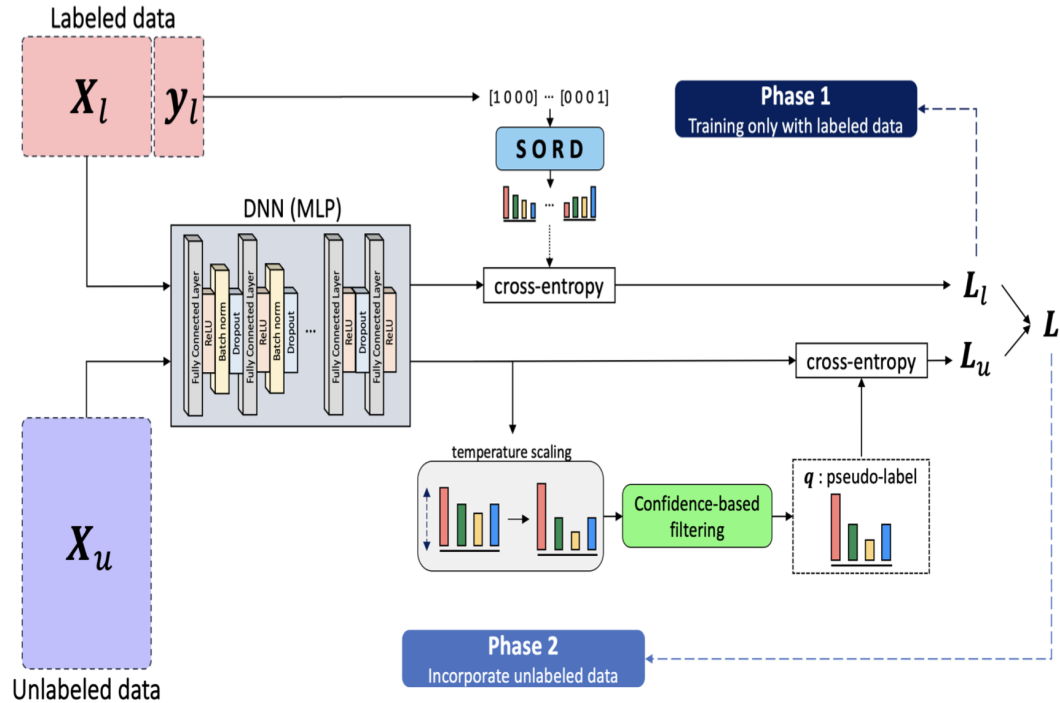 Labeled data
X_l
y_l
[1 0 0 0] ··· [0 0 0 1]
Phase 1
Training only with labeled data
S O R D
···
DNN (MLP)
Fully Connected Layer
ReLU
Batch norm
Dropout
Fully Connected Layer
ReLU
Batch norm
Dropout
...
Fully Connected Layer
ReLU
Dropout
Fully Connected Layer
ReLU
cross-entropy
L_l
L
cross-entropy
L_u
temperature scaling
Confidence-based
filtering
q : pseudo-label
X_u
Phase 2
Incorporate unlabeled data
Unlabeled data